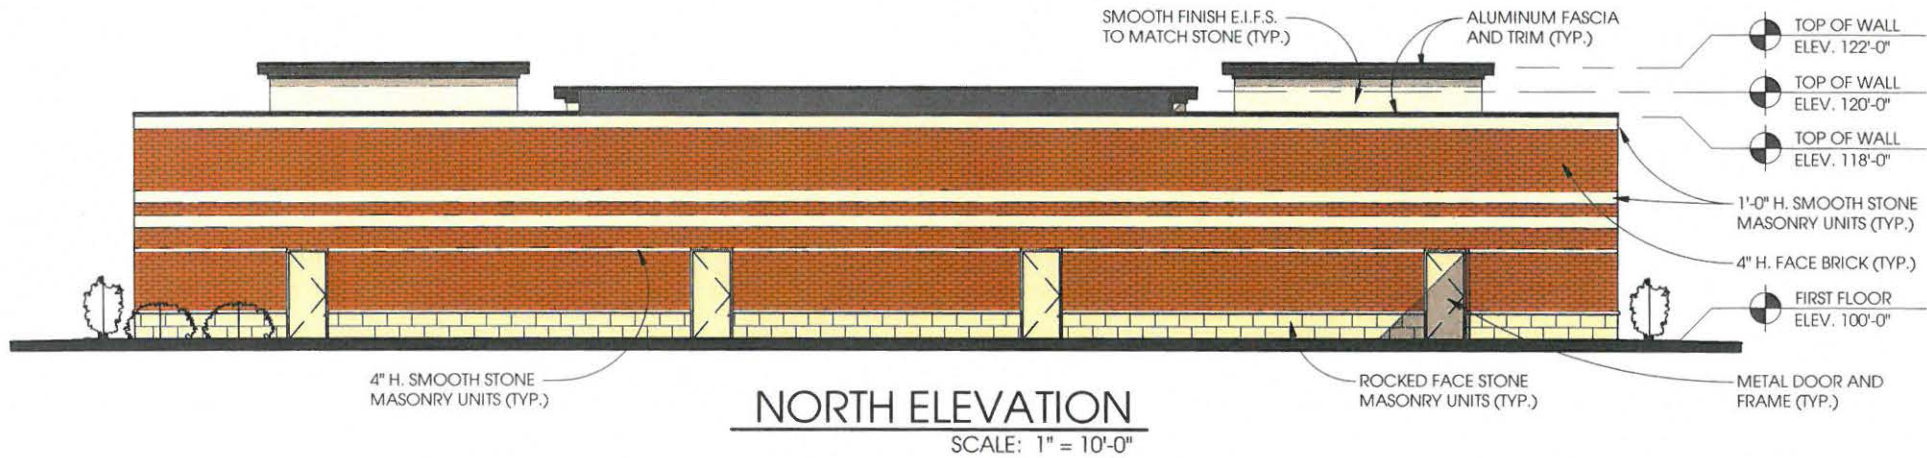 SMOOTH FINISH E.I.F.S.
TO MATCH STONE (TYP.)
ALUMINUM FASCIA
AND TRIM (TYP.)
TOP OF WALL
ELEV. 122'-0"
TOP OF WALL
ELEV. 120'-0"
TOP OF WALL
ELEV. 118'-0"
1'-0" H. SMOOTH STONE
MASONRY UNITS (TYP.)
4" H. FACE BRICK (TYP.)
FIRST FLOOR
ELEV. 100'-0"
4" H. SMOOTH STONE
MASONRY UNITS (TYP.)
ROCKED FACE STONE
MASONRY UNITS (TYP.)
METAL DOOR AND
FRAME (TYP.)
NORTH ELEVATION
SCALE: 1" = 10'-0"